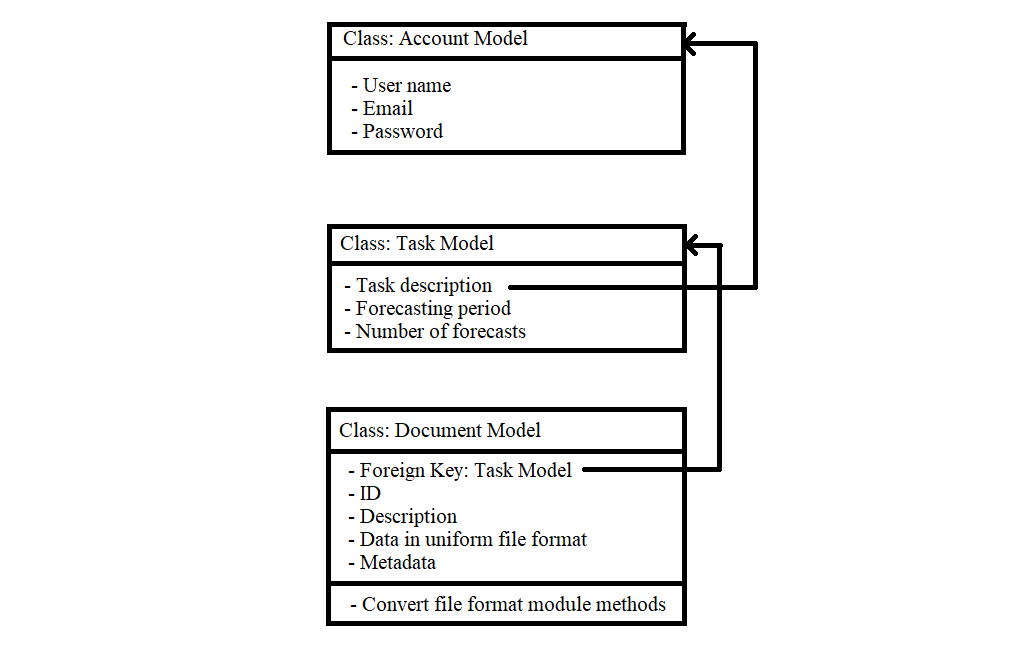 Class: Account Model
- User name
- Email
- Password
Class: Task Model
- Task description
- Forecasting period
- Number of forecasts
Class: Document Model
- Foreign Key: Task Model
- ID
- Description
- Data in uniform file format
- Metadata
- Convert file format module methods